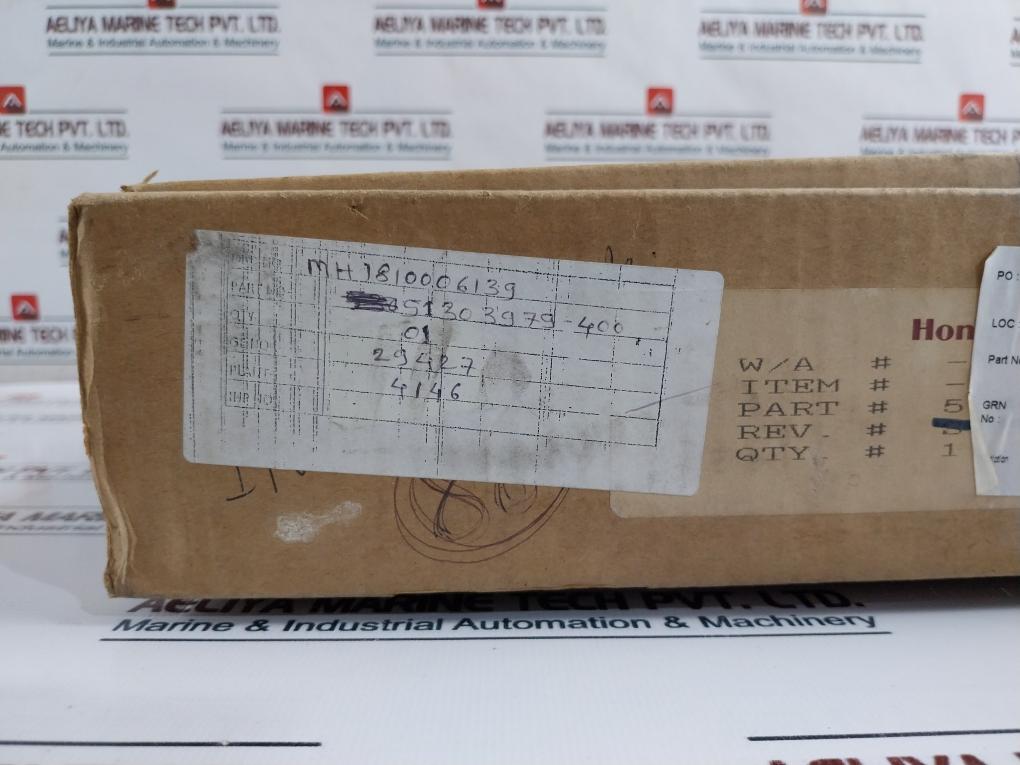 AELIYA MARINE TECH PVT. LTD.
Marine & Industrial Automation & Machinery
AELIYA MARINE TECH PVT. LTD.
Marine & Industrial Automation & Machinery
AELIYA MARINE TECH PVT. LTD.
Marine & Industrial Automation & Machinery
TECH PVT. LTD.
Automation & Machinery
AELIYA MARINE TECH PVT. LTD.
Marine & Industrial Automation & Machinery
AELIYA MARINE TECH PVT. LTD.
Marine & Industrial Automation & Machinery
AELIYA MARINE TECH
MH1810006139
51303979-400
01
29427
4146
PART
Hon
W/A # -
ITEM # -
PART # 5
REV. #
QTY. # 1
PO :
LOC :
Part No
GRN
No :
AELIYA MARINE TECH PVT. LTD.
Marine & Industrial Automation & Machinery